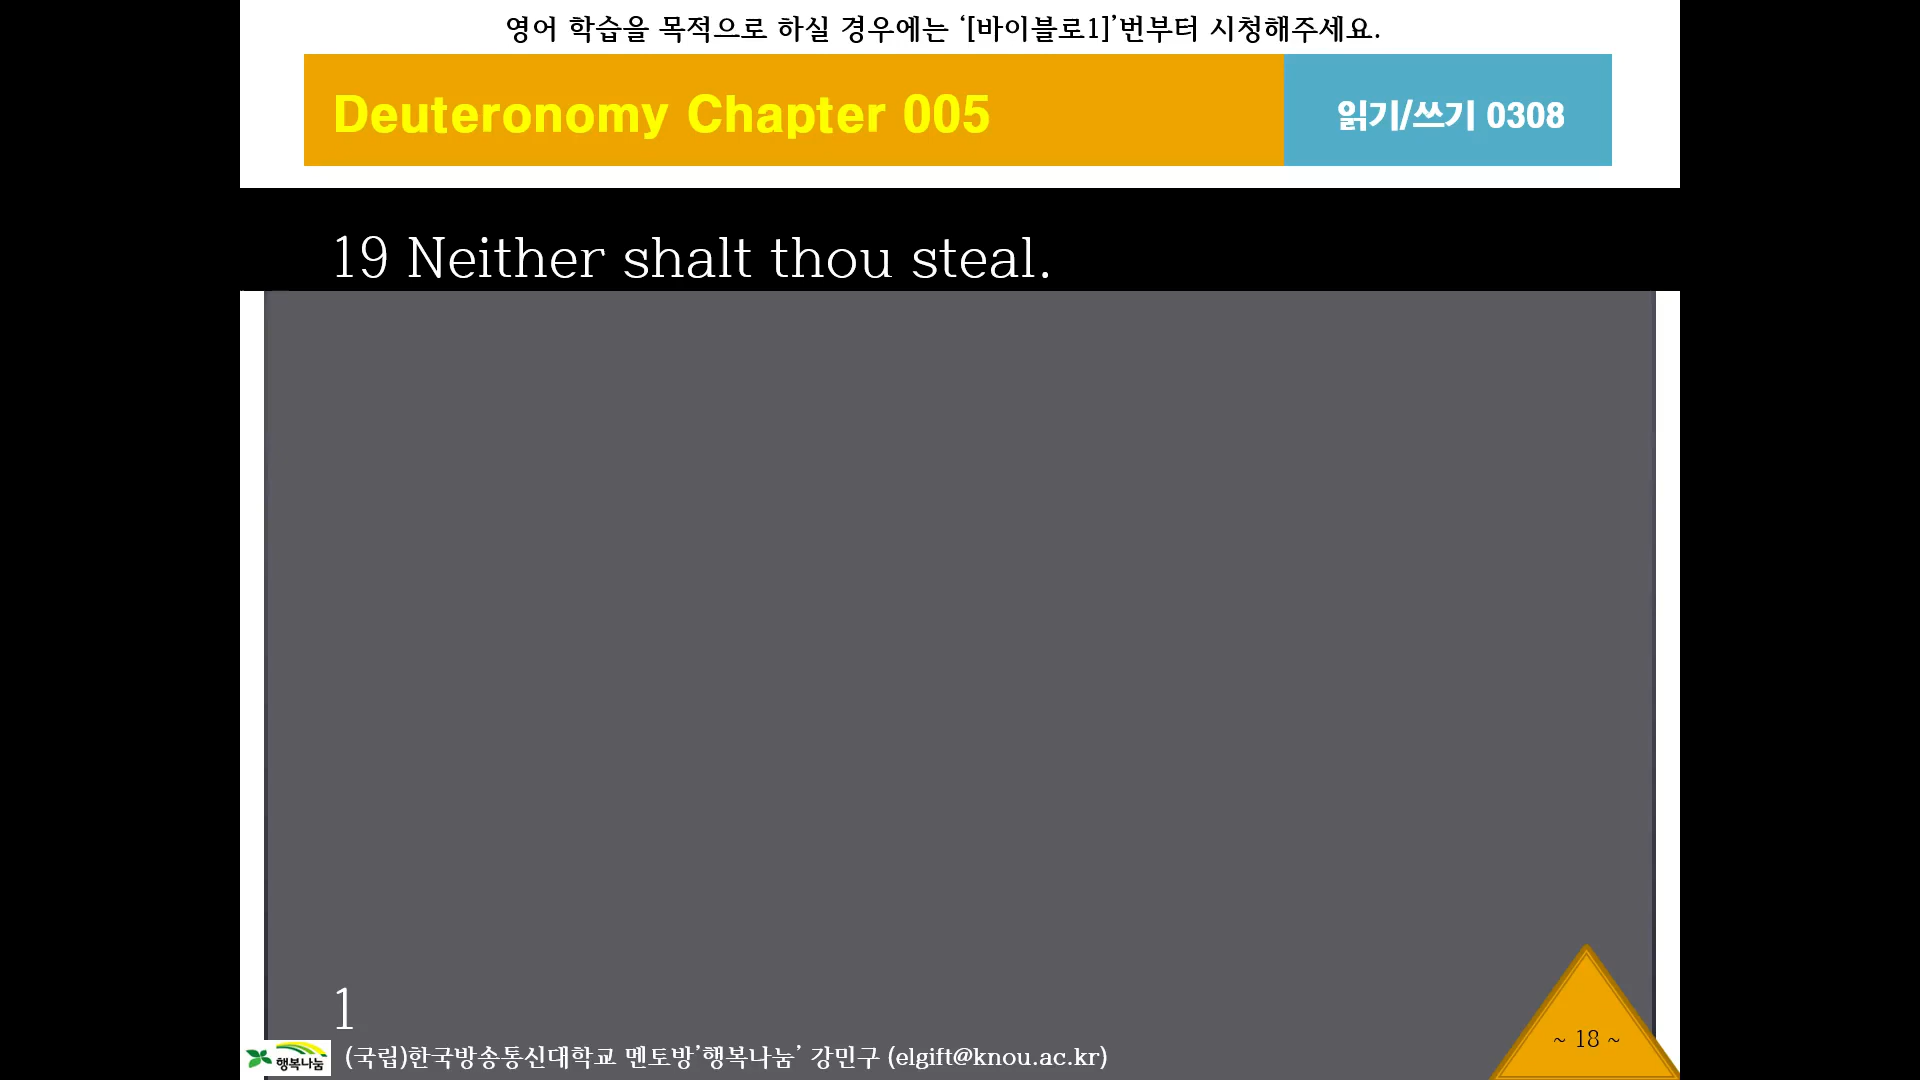 영어 학습을 목적으로 하실 경우에는 ‘[바이블로1]’번부터 시청해주세요.
Deuteronomy Chapter 005
읽기/쓰기 0308
19 Neither shalt thou steal.
1
~ 18 ~
행복나눔
(국립)한국방송통신대학교 멘토방’행복나눔’ 강민구 (elgift@knou.ac.kr)